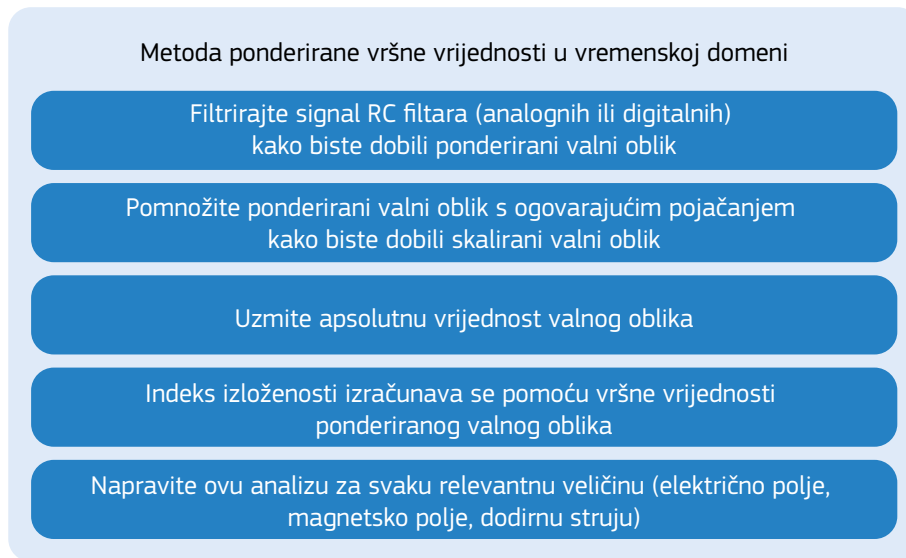 Metoda ponderirane vršne vrijednosti u vremenskoj domeni
Filtrirajte signal RC filtara (analognih ili digitalnih)
kako biste dobili ponderirani valni oblik
Pomnožite ponderirani valni oblik s ogovarajućim pojačanjem
kako biste dobili skalirani valni oblik
Uzmite apsolutnu vrijednost valnog oblika
Indeks izloženosti izračunava se pomoću vršne vrijednosti
ponderiranog valnog oblika
Napravite ovu analizu za svaku relevantnu veličinu (električno polje,
magnetsko polje, dodirnu struju)